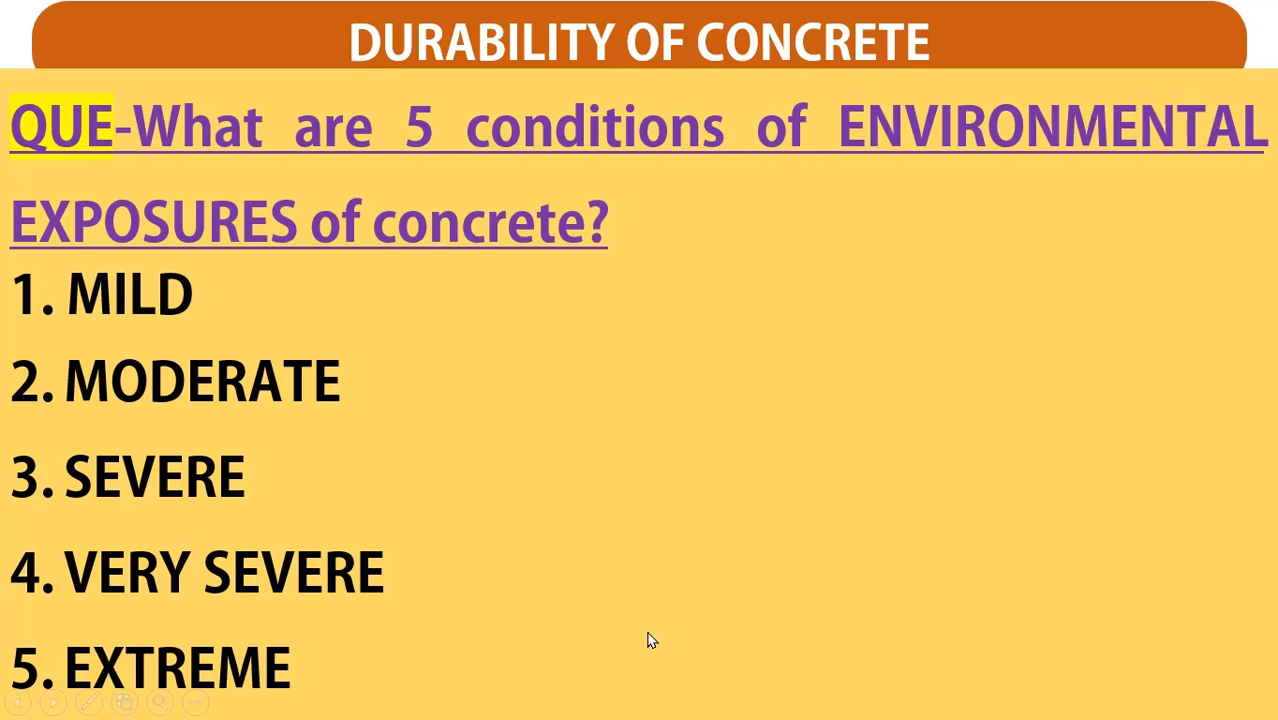 DURABILITY OF CONCRETE
QUE-What are 5 conditions of ENVIRONMENTAL
EXPOSURES of concrete?
1. MILD
2. MODERATE
3. SEVERE
4. VERY SEVERE
5. EXTREME